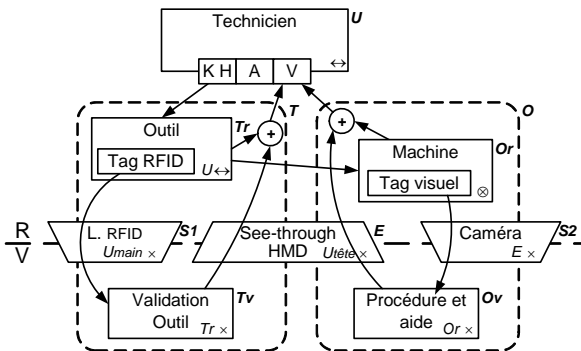 Technicien
U
K H A V
↔
T
O
Outil
Tr
+
+
Tag RFID
U↔
Machine
Or
Tag visuel
⊗
R
V
L. RFID
S1
Umain ×
See-through
HMD
E
Utête ×
Caméra
S2
E ×
Validation
Outil
Tv
Tr ×
Procédure et
aide
Ov
Or ×